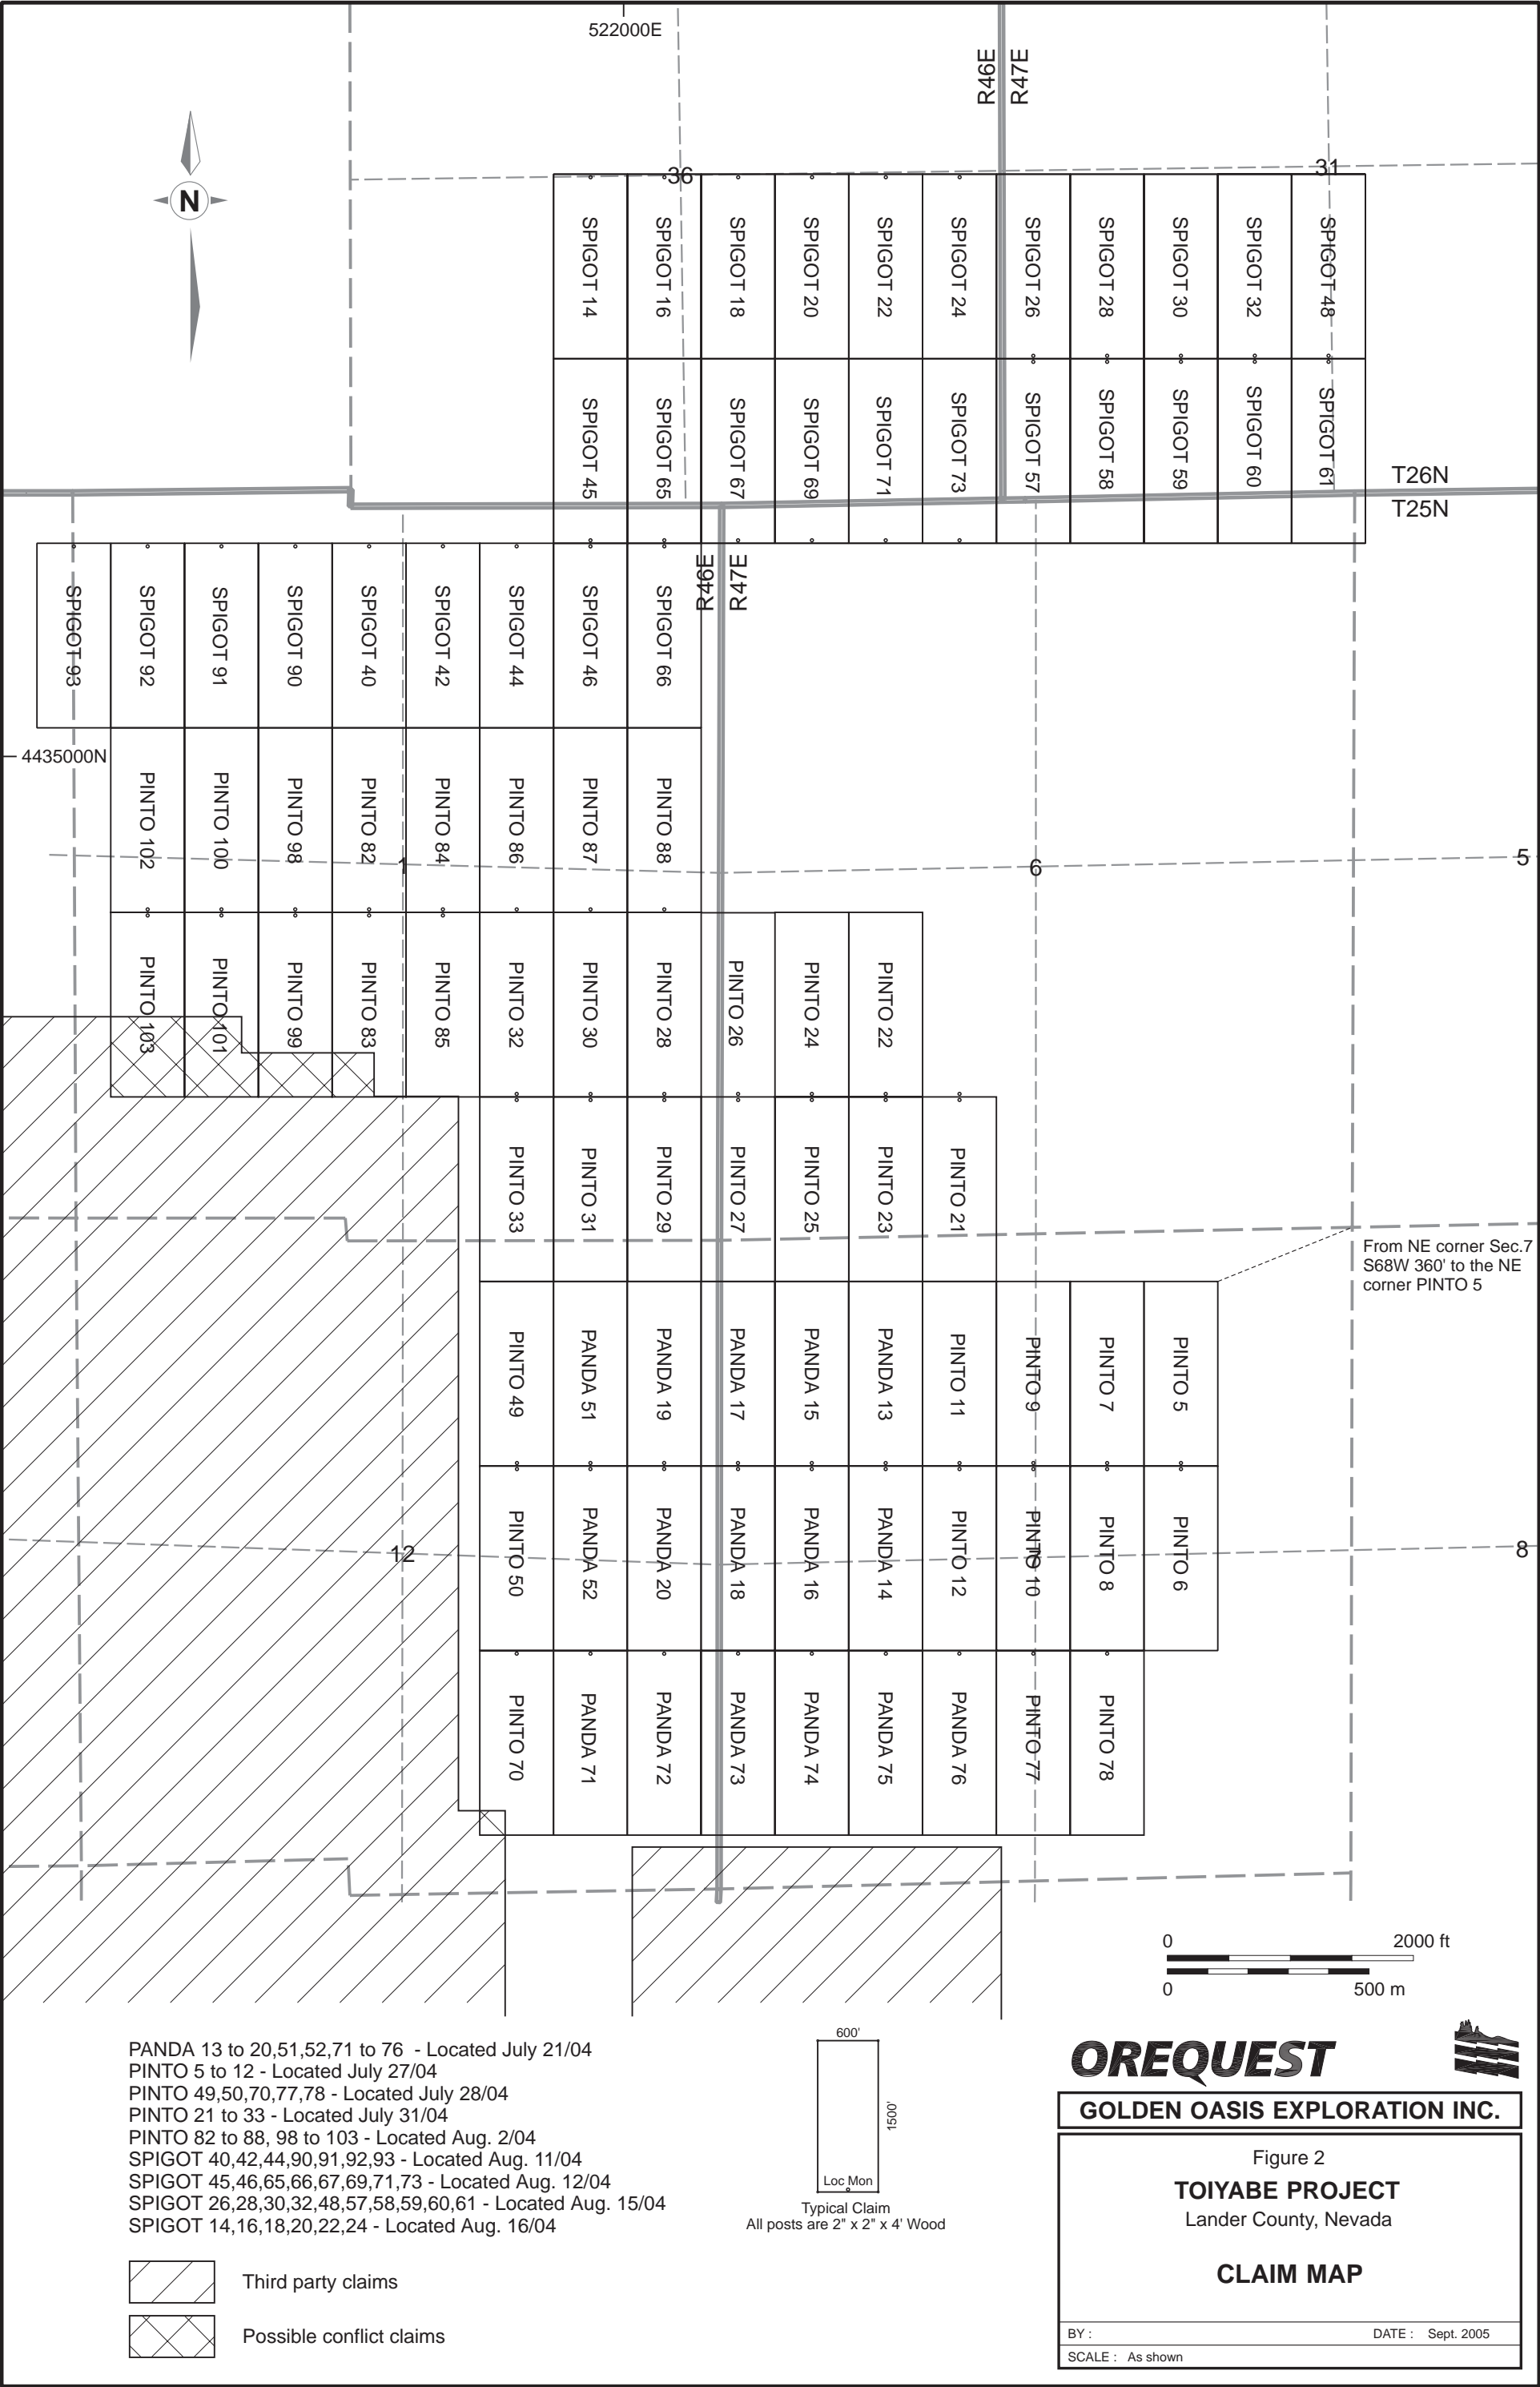 522000E
R46E
R47E
N
36
31
SPIGOT 14
SPIGOT 16
SPIGOT 18
SPIGOT 20
SPIGOT 22
SPIGOT 24
SPIGOT 26
SPIGOT 28
SPIGOT 30
SPIGOT 32
SPIGOT 48
SPIGOT 45
SPIGOT 65
SPIGOT 67
SPIGOT 69
SPIGOT 71
SPIGOT 73
SPIGOT 57
SPIGOT 58
SPIGOT 59
SPIGOT 60
SPIGOT 61
T26N
T25N
R46E
R47E
SPIGOT 93
SPIGOT 92
SPIGOT 91
SPIGOT 90
SPIGOT 40
SPIGOT 42
SPIGOT 44
SPIGOT 46
SPIGOT 66
4435000N
PINTO 102
PINTO 100
PINTO 98
PINTO 82
PINTO 84
PINTO 86
PINTO 87
PINTO 88
1
6
5
PINTO 103
PINTO 101
PINTO 99
PINTO 83
PINTO 85
PINTO 32
PINTO 30
PINTO 28
PINTO 26
PINTO 24
PINTO 22
PINTO 33
PINTO 31
PINTO 29
PINTO 27
PINTO 25
PINTO 23
PINTO 21
From NE corner Sec.7
S68W 360' to the NE
corner PINTO 5
PINTO 49
PANDA 51
PANDA 19
PANDA 17
PANDA 15
PANDA 13
PINTO 11
PINTO 9
PINTO 7
PINTO 5
12
PINTO 50
PANDA 52
PANDA 20
PANDA 18
PANDA 16
PANDA 14
PINTO 12
PINTO 10
7
PINTO 8
PINTO 6
8
PINTO 70
PANDA 71
PANDA 72
PANDA 73
PANDA 74
PANDA 75
PANDA 76
PINTO 77
PINTO 78
0 2000 ft
0 500 m
PANDA 13 to 20,51,52,71 to 76 - Located July 21/04
PINTO 5 to 12 - Located July 27/04
PINTO 49,50,70,77,78 - Located July 28/04
PINTO 21 to 33 - Located July 31/04
PINTO 82 to 88, 98 to 103 - Located Aug. 2/04
SPIGOT 40,42,44,90,91,92,93 - Located Aug. 11/04
SPIGOT 45,46,65,66,67,69,71,73 - Located Aug. 12/04
SPIGOT 26,28,30,32,48,57,58,59,60,61 - Located Aug. 15/04
SPIGOT 14,16,18,20,22,24 - Located Aug. 16/04
Third party claims
Possible conflict claims
600'
1500'
Loc Mon
Typical Claim
All posts are 2" x 2" x 4' Wood
OREQUEST
GOLDEN OASIS EXPLORATION INC.
Figure 2
TOIYABE PROJECT
Lander County, Nevada
CLAIM MAP
BY :
DATE : Sept. 2005
SCALE : As shown